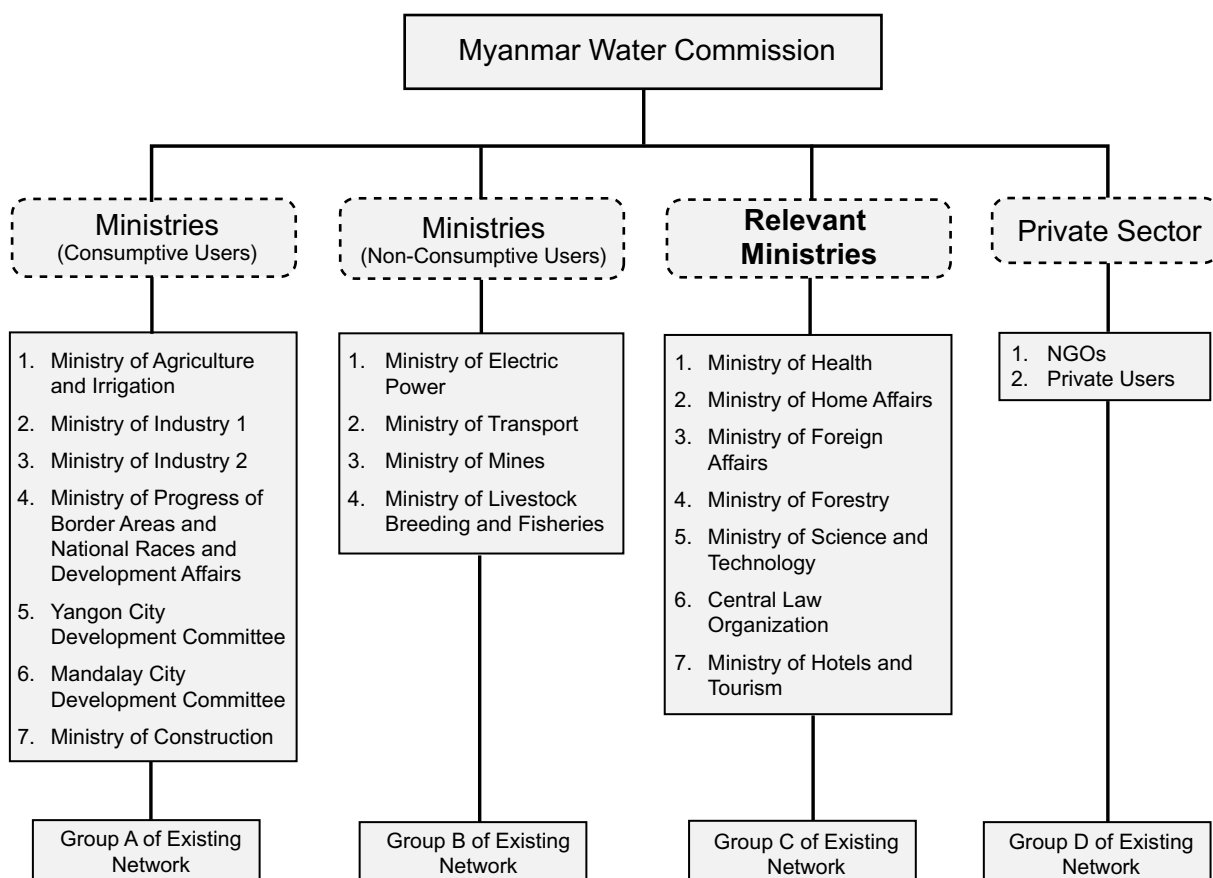 Myanmar Water Commission
Ministries
(Consumptive Users)
Ministries
(Non-Consumptive Users)
Relevant
Ministries
Private Sector
1. Ministry of Agriculture
and Irrigation
2. Ministry of Industry 1
3. Ministry of Industry 2
4. Ministry of Progress of
Border Areas and
National Races and
Development Affairs
5. Yangon City
Development Committee
6. Mandalay City
Development Committee
7. Ministry of Construction
1. Ministry of Electric
Power
2. Ministry of Transport
3. Ministry of Mines
4. Ministry of Livestock
Breeding and Fisheries
1. Ministry of Health
2. Ministry of Home Affairs
3. Ministry of Foreign
Affairs
4. Ministry of Forestry
5. Ministry of Science and
Technology
6. Central Law
Organization
7. Ministry of Hotels and
Tourism
1. NGOs
2. Private Users
Group A of Existing
Network
Group B of Existing
Network
Group C of Existing
Network
Group D of Existing
Network